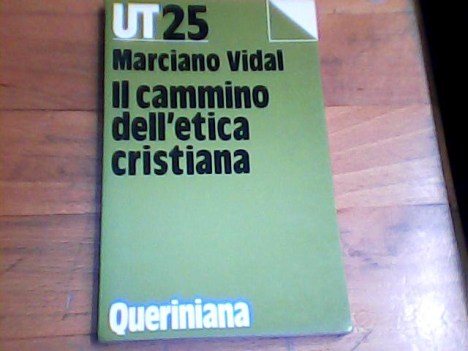 UT25
Marciano Vidal
Il cammino
dell'etica
cristiana
Queriniana